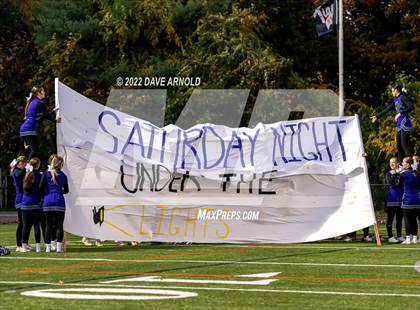 © 2022 DAVE ARNOLD
SATURDAY NIGHT
UNDER THE
LIGHTS
MAXPREPS.COM